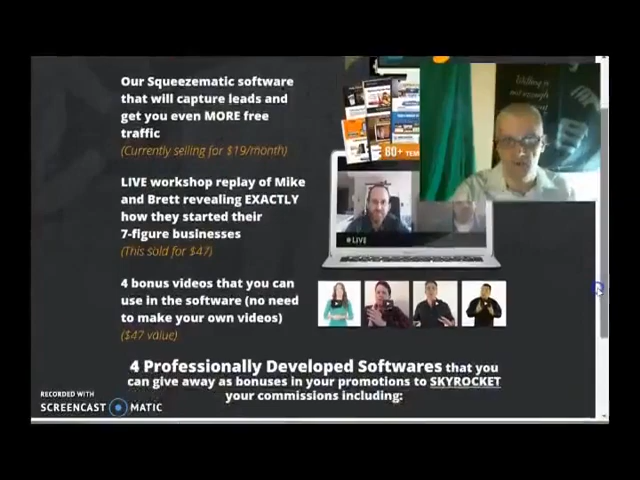 Our Squeezematic software
that will capture leads and
get you even MORE free
traffic
(Currently selling for $19/month)
80+ TEM
LIVE workshop replay of Mike
and Brett revealing EXACTLY
how they started their
7-figure businesses
(This sold for $47)
LIVE
4 bonus videos that you can
use in the software (no need
to make your own videos)
($47 value)
4 Professionally Developed Softwares that you
can give away as bonuses in your promotions to SKYROCKET
your commissions including:
RECORDED WITH
SCREENCAST MATIC